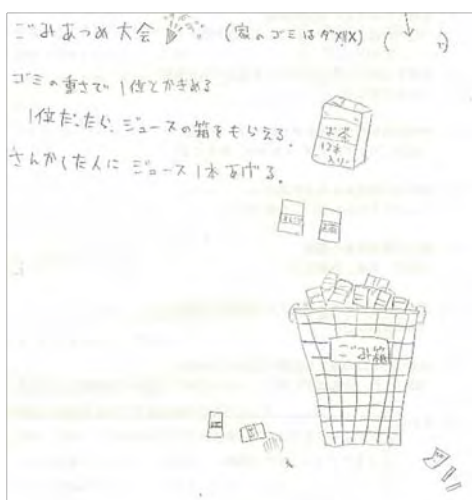 ごみあつめ大会 (家のゴミはダメ)
ゴミの重さで1位とかきめる
1位だったら、ジュースの箱をもらえる。
さんかした人にジュース1本あげる。
お茶
12本
入り
ごみ箱